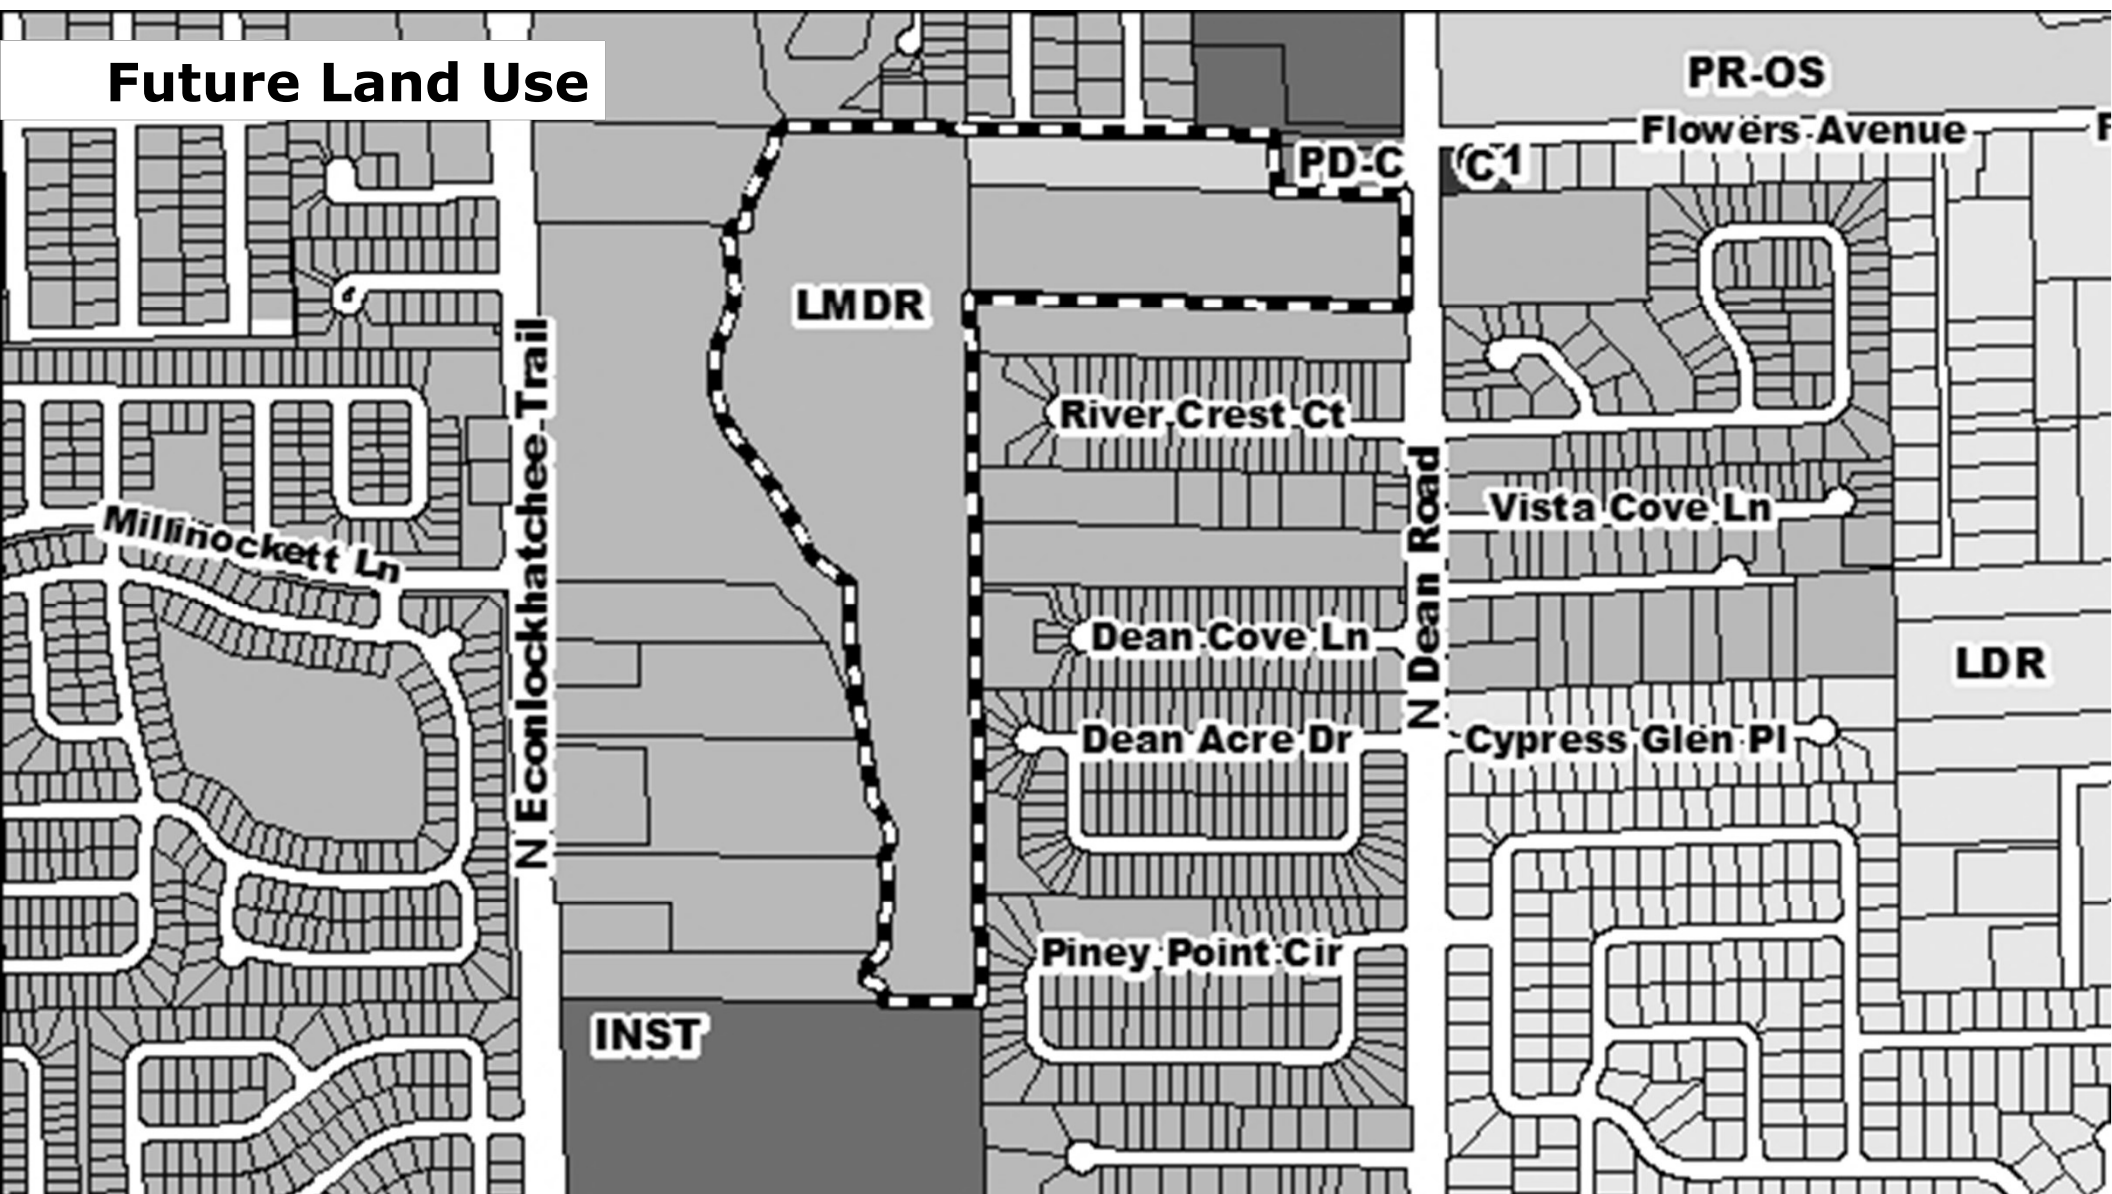 Future Land Use
PR-OS
Flowers Avenue
F
PD-C
C1
LMDR
River Crest Ct
N Econlockhatchee Trail
N Dean Road
Vista Cove Ln
Millinockett Ln
Dean Cove Ln
LDR
Dean Acre Dr
Cypress Glen Pl
Piney Point Cir
INST